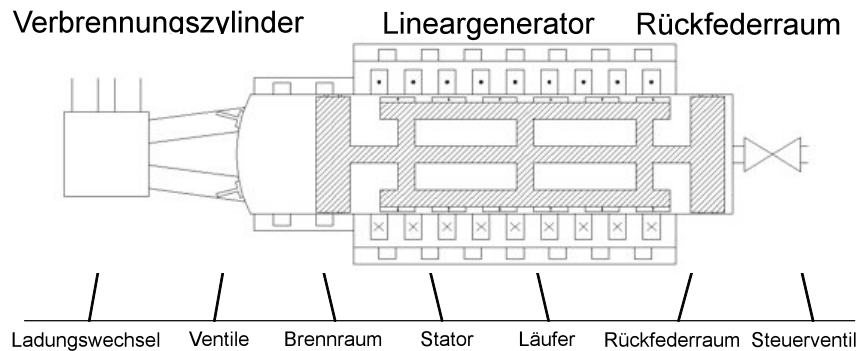 Verbrennungszylinder Lineargenerator Rückfederraum
Ladungswechsel Ventile Brennraum Stator Läufer Rückfederraum Steuerventil